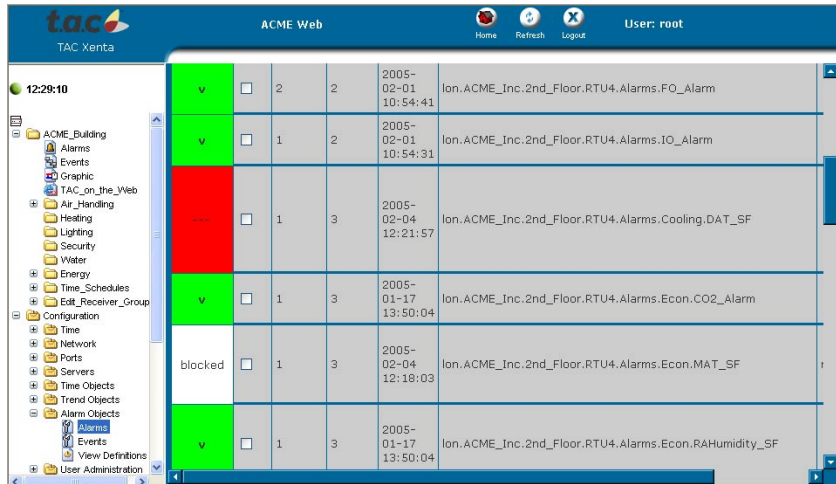 t.a.c
TAC Xenta
ACME Web
Home
Refresh
Logout
User: root
12:29:10
ACME_Building
Alarms
Events
Graphic
TAC_on_the_Web
Air_Handling
Heating
Lighting
Security
Water
Energy
Time_Schedules
Edit_Receiver_Group
Configuration
Time
Network
Ports
Servers
Time Objects
Trend Objects
Alarm Objects
Alarms
Events
View Definitions
User Administration
v 2 2 2005-02-01 10:54:41 lon.ACME_Inc.2nd_Floor.RTU4.Alarms.FO_Alarm
v 1 2 2005-02-01 10:54:31 lon.ACME_Inc.2nd_Floor.RTU4.Alarms.IO_Alarm
--- 1 3 2005-02-04 12:21:57 lon.ACME_Inc.2nd_Floor.RTU4.Alarms.Cooling.DAT_SF
v 1 3 2005-01-17 13:50:04 lon.ACME_Inc.2nd_Floor.RTU4.Alarms.Econ.CO2_Alarm
blocked 1 3 2005-02-04 12:18:03 lon.ACME_Inc.2nd_Floor.RTU4.Alarms.Econ.MAT_SF
v 1 3 2005-01-17 13:50:04 lon.ACME_Inc.2nd_Floor.RTU4.Alarms.Econ.RAHumidity_SF